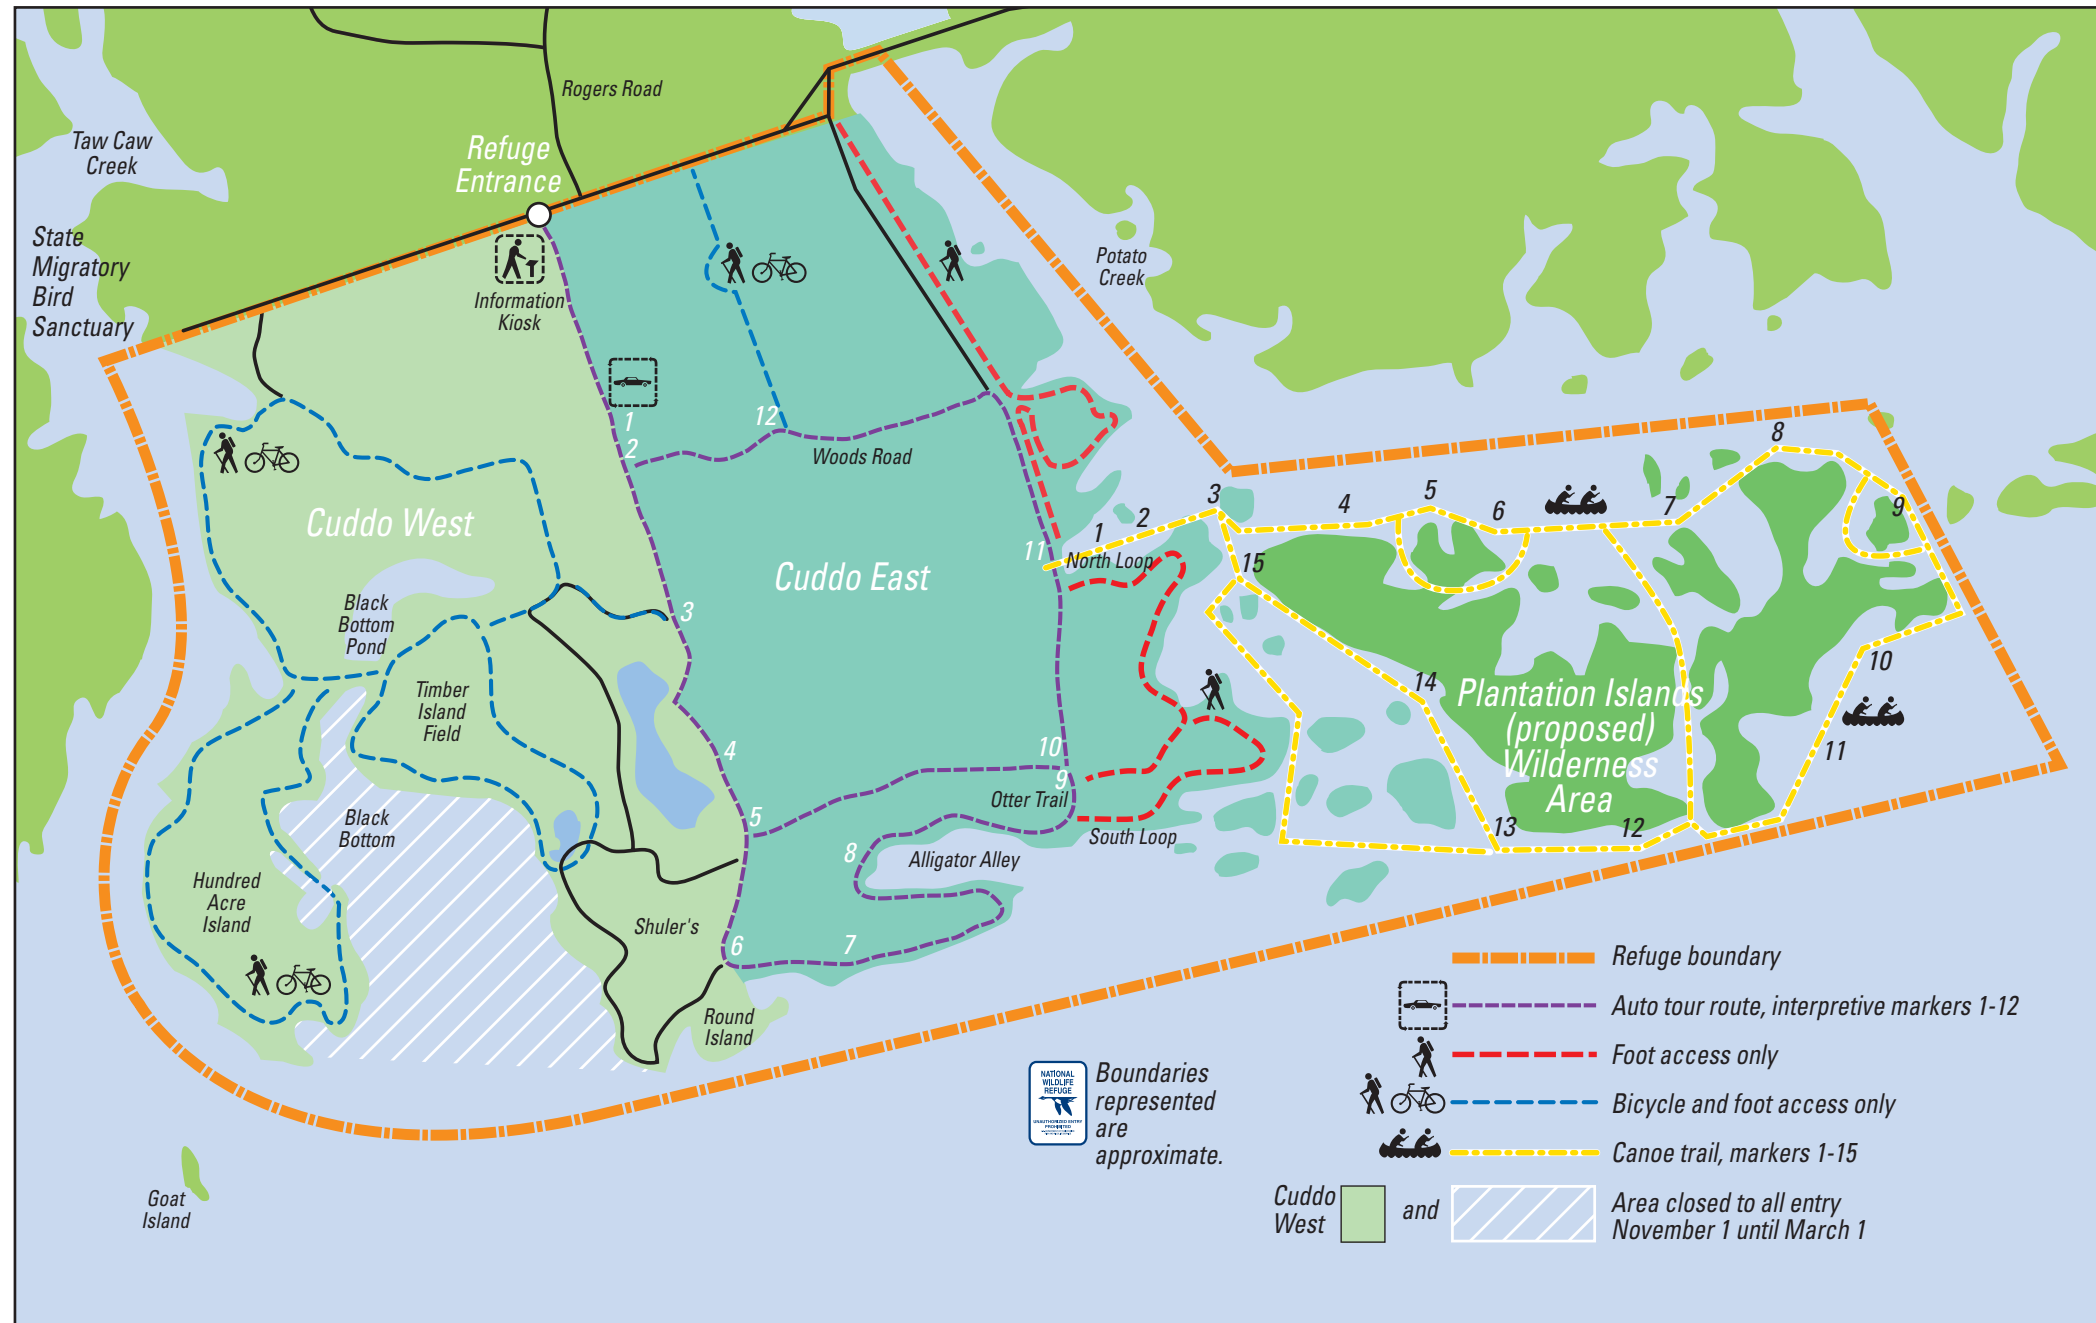 Rogers Road
Taw Caw
Creek
Refuge
Entrance
State
Migratory
Bird
Sanctuary
Potato
Creek
Information
Kiosk
1
2
12
Woods Road
Cuddo West
Cuddo East
11
1
2
3
4
5
6
7
8
9
North Loop
15
Black
Bottom
Pond
3
Timber
Island
Field
14
10
Plantation Islands
(proposed)
Wilderness
Area
11
4
10
9
Otter Trail
5
South Loop
13
12
Black
Bottom
8
Alligator Alley
Hundred
Acre
Island
Shuler's
6
7
Round
Island
Refuge boundary
Auto tour route, interpretive markers 1-12
Foot access only
Bicycle and foot access only
Canoe trail, markers 1-15
Cuddo
West
and
Area closed to all entry
November 1 until March 1
NATIONAL
WILDLIFE
REFUGE
UNAUTHORIZED ENTRY
PROHIBITED
Boundaries
represented
are
approximate.
Goat
Island